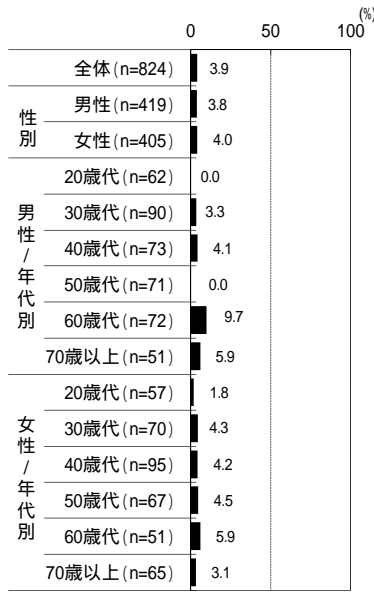 (%)
0 50 100
全体(n=824) 3.9
性別
男性(n=419) 3.8
女性(n=405) 4.0
男性/年代別
20歳代(n=62) 0.0
30歳代(n=90) 3.3
40歳代(n=73) 4.1
50歳代(n=71) 0.0
60歳代(n=72) 9.7
70歳以上(n=51) 5.9
女性/年代別
20歳代(n=57) 1.8
30歳代(n=70) 4.3
40歳代(n=95) 4.2
50歳代(n=67) 4.5
60歳代(n=51) 5.9
70歳以上(n=65) 3.1